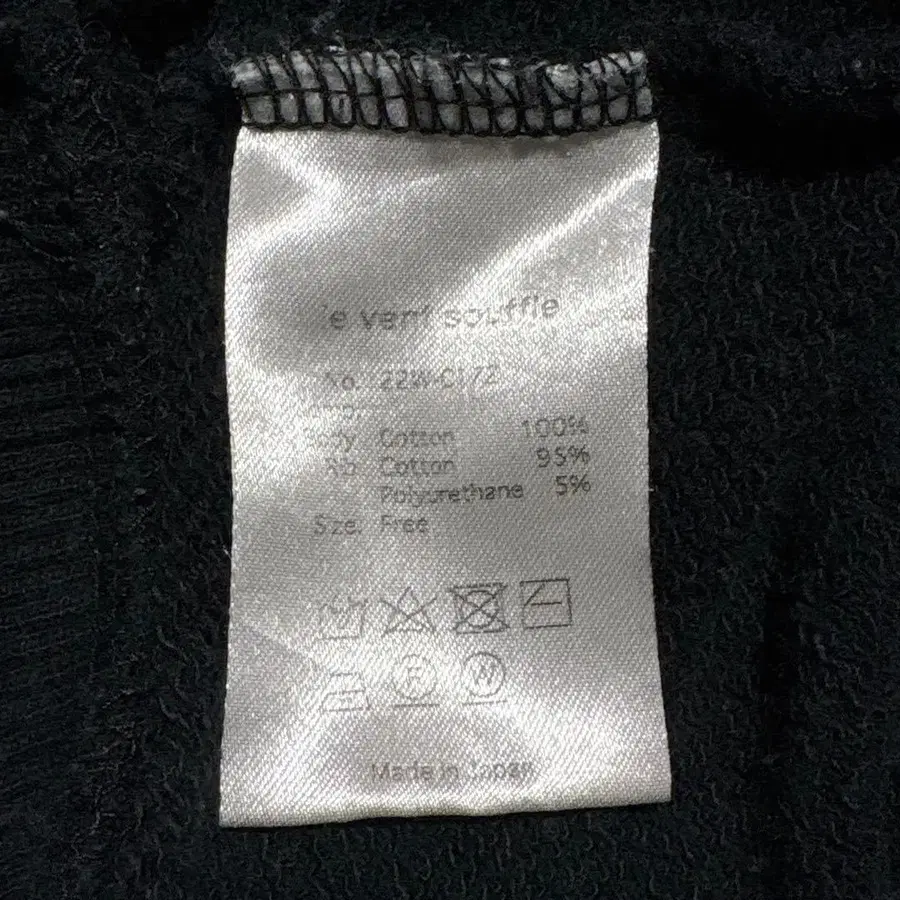 le vent souffle
No. 22W-C172
Comp.
Body Cotton 100%
Rib Cotton 95%
Polyurethane 5%
Size. Free
P
W
Made in Japan